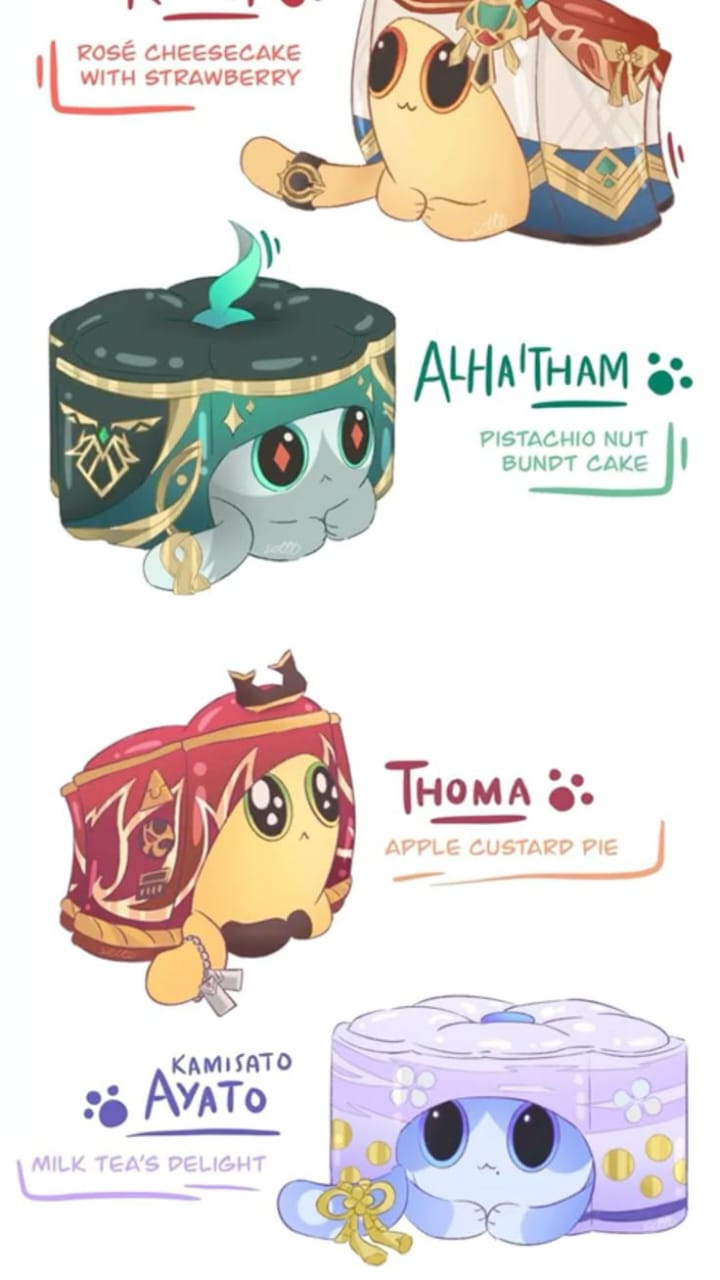 ROSÉ CHEESECAKE
WITH STRAWBERRY
ALHAITHAM
PISTACHIO NUT
BUNDT CAKE
THOMA
APPLE CUSTARD PIE
KAMISATO
AYATO
MILK TEA'S DELIGHT